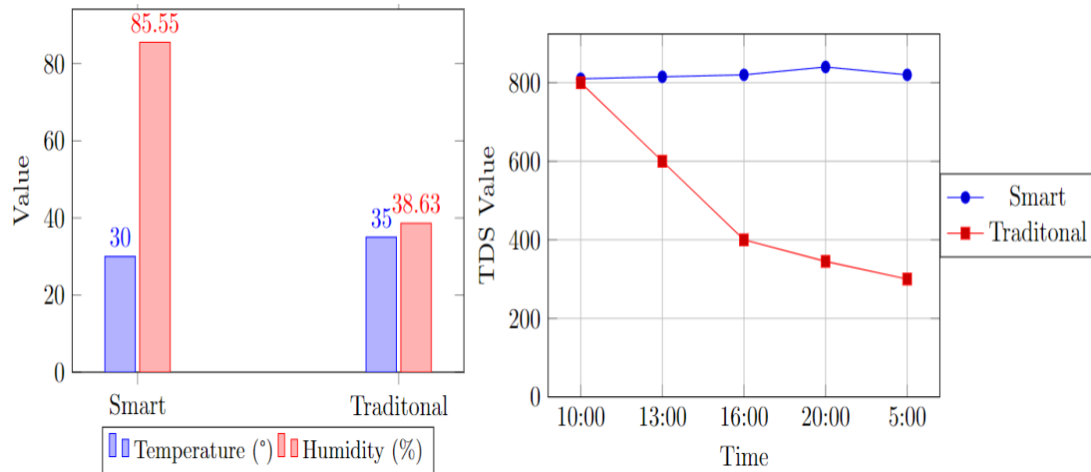 Value
80
60
40
20
0
30
85.55
35
38.63
Smart
Traditonal
Temperature (°)
Humidity (%)
TDS Value
800
600
400
200
0
10:00
13:00
16:00
20:00
5:00
Time
Smart
Traditonal